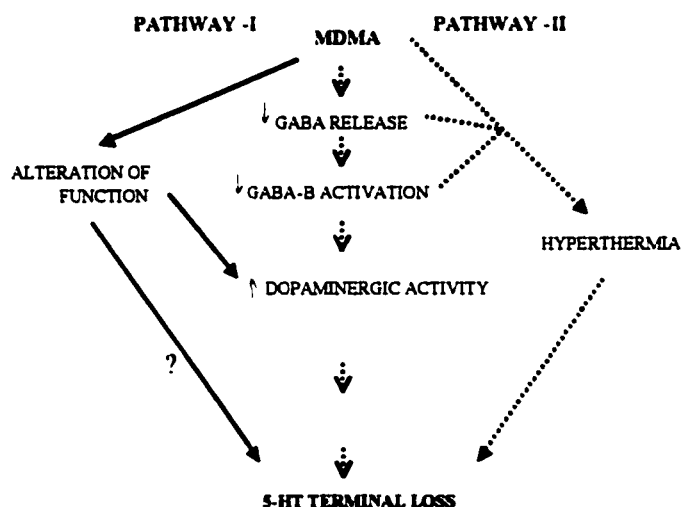 PATHWAY -I
MDMA
PATHWAY -II
↓ GABA RELEASE
ALTERATION OF
FUNCTION
↓ GABA-B ACTIVATION
HYPERTHERMIA
↑ DOPAMINERGIC ACTIVITY
?
5-HT TERMINAL LOSS